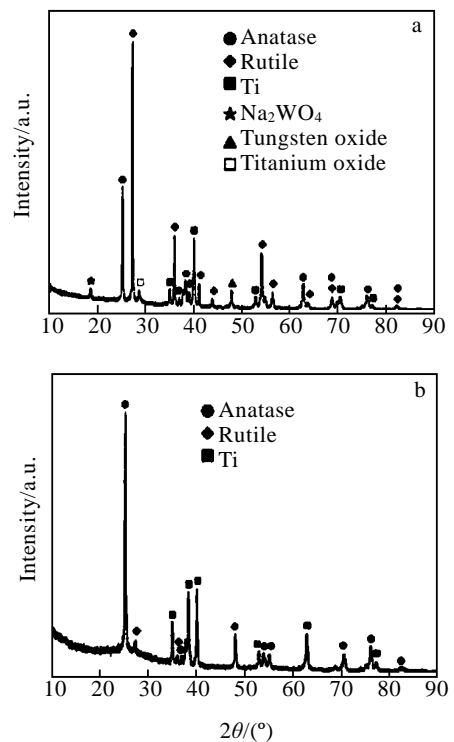 a
Anatase
Rutile
Ti
Na₂WO₄
Tungsten oxide
Titanium oxide
Intensity/a.u.
10 20 30 40 50 60 70 80 90
b
Anatase
Rutile
Ti
Intensity/a.u.
10 20 30 40 50 60 70 80 90
2θ/(º)